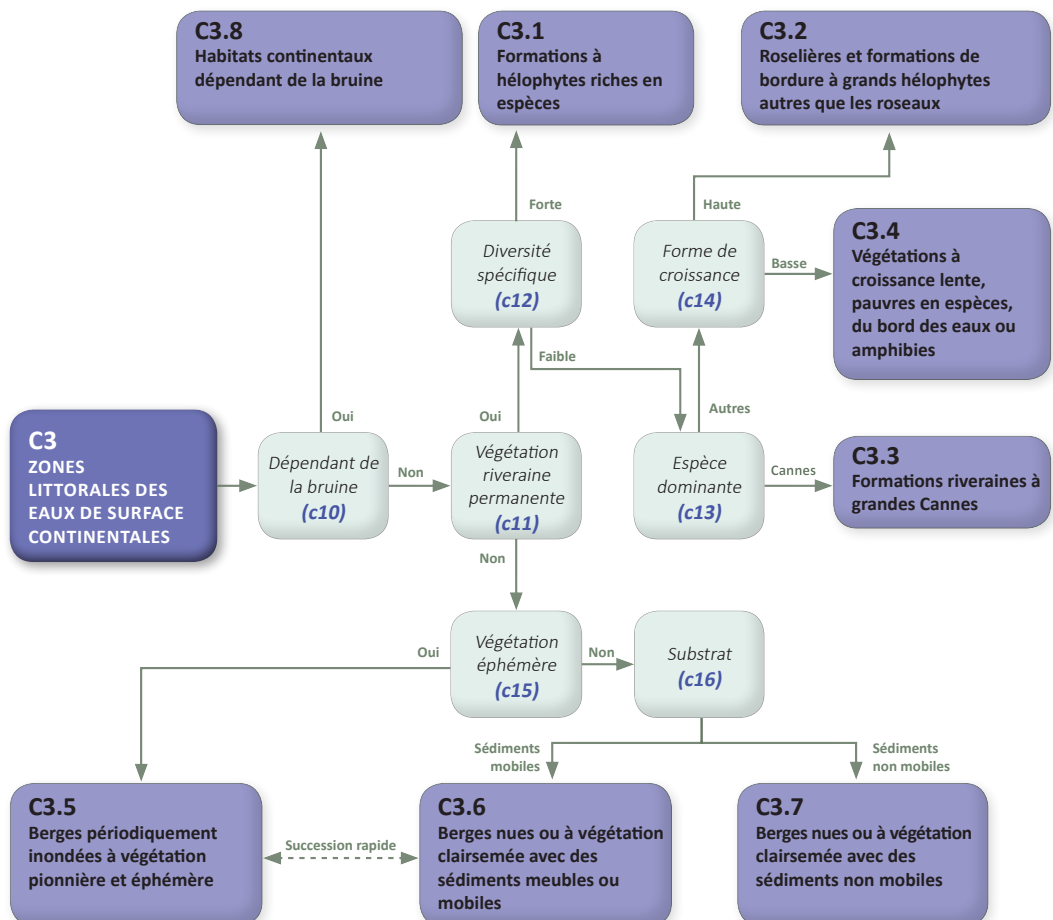 C3.8
Habitats continentaux
dépendant de la bruine
C3.1
Formations à
hélophytes riches en
espèces
C3.2
Roselières et formations de
bordure à grands hélophytes
autres que les roseaux
Forte
Haute
Diversité
spécifique
(c12)
Forme de
croissance
(c14)
Basse
C3.4
Végétations à
croissance lente,
pauvres en espèces,
du bord des eaux ou
amphibies
Faible
Oui
Oui
Autres
C3
ZONES
LITTORALES DES
EAUX DE SURFACE
CONTINENTALES
Dépendant de
la bruine
(c10)
Non
Végétation
riveraine
permanente
(c11)
Espèce
dominante
(c13)
Cannes
C3.3
Formations riveraines à
grandes Cannes
Non
Oui
Végétation
éphémère
(c15)
Non
Substrat
(c16)
Sédiments
mobiles
Sédiments
non mobiles
C3.5
Berges périodiquement
inondées à végétation
pionnière et éphémère
Succession rapide
C3.6
Berges nues ou à végétation
clairsemée avec des
sédiments meubles ou
mobiles
C3.7
Berges nues ou à végétation
clairsemée avec des
sédiments non mobiles